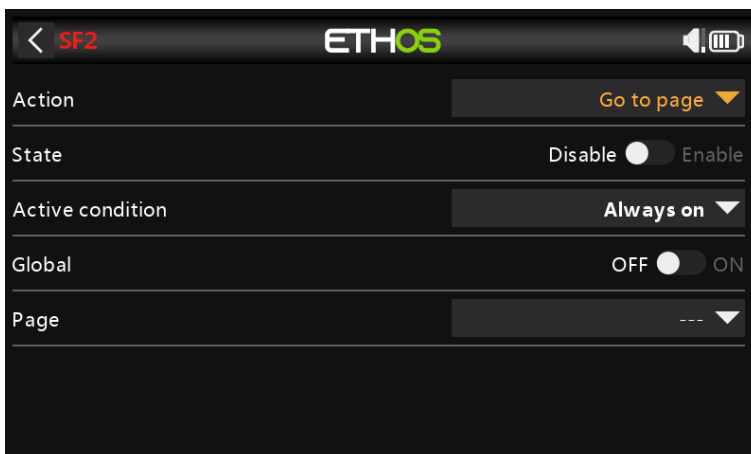 SF2 ETHOS
Action Go to page
State Disable Enable
Active condition Always on
Global OFF ON
Page ---